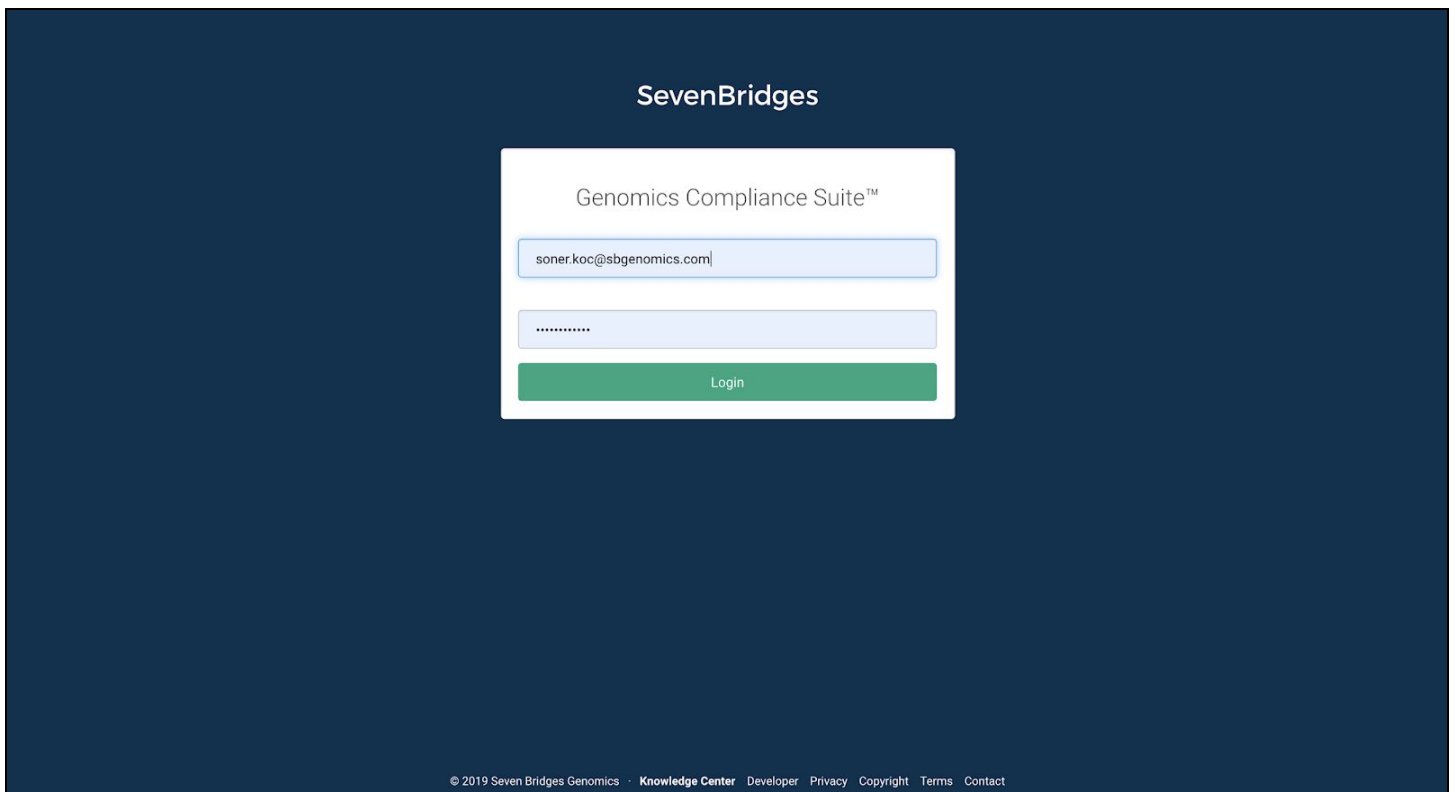 SevenBridges
Genomics Compliance Suite™
soner.koc@sbgenomics.com
••••••••••••
Login
© 2019 Seven Bridges Genomics · Knowledge Center Developer Privacy Copyright Terms Contact